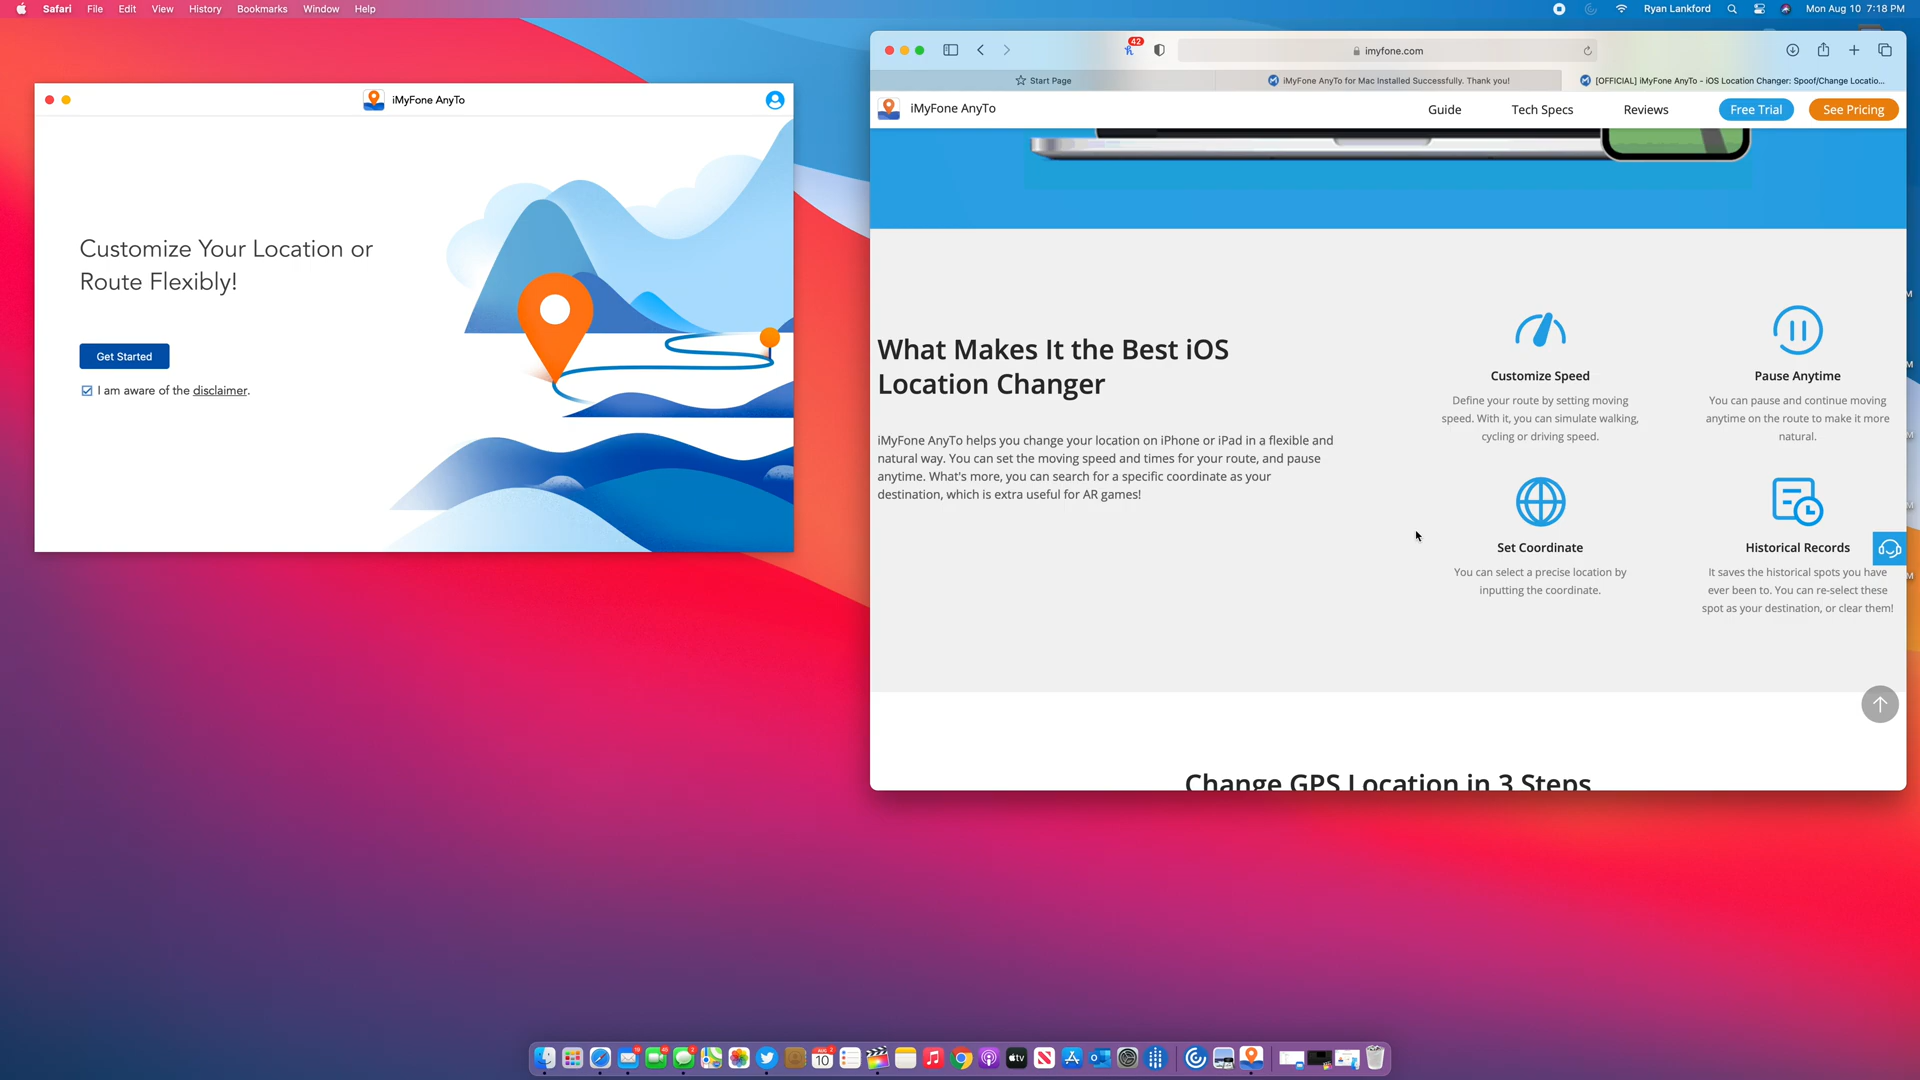 Safari File Edit View History Bookmarks Window Help
Ryan Lankford Mon Aug 10 7:18 PM
iMyFone AnyTo
Customize Your Location or
Route Flexibly!
Get Started
I am aware of the disclaimer.
42
imyfone.com
Start Page
iMyFone AnyTo for Mac Installed Successfully. Thank you!
[OFFICIAL] iMyFone AnyTo - iOS Location Changer: Spoof/Change Locatio...
iMyFone AnyTo
Guide
Tech Specs
Reviews
Free Trial
See Pricing
What Makes It the Best iOS
Location Changer
iMyFone AnyTo helps you change your location on iPhone or iPad in a flexible and
natural way. You can set the moving speed and times for your route, and pause
anytime. What's more, you can search for a specific coordinate as your
destination, which is extra useful for AR games!
Customize Speed
Define your route by setting moving
speed. With it, you can simulate walking,
cycling or driving speed.
Pause Anytime
You can pause and continue moving
anytime on the route to make it more
natural.
Set Coordinate
You can select a precise location by
inputting the coordinate.
Historical Records
It saves the historical spots you have
ever been to. You can re-select these
spot as your destination, or clear them!
Change GPS Location in 3 Steps
10
tv